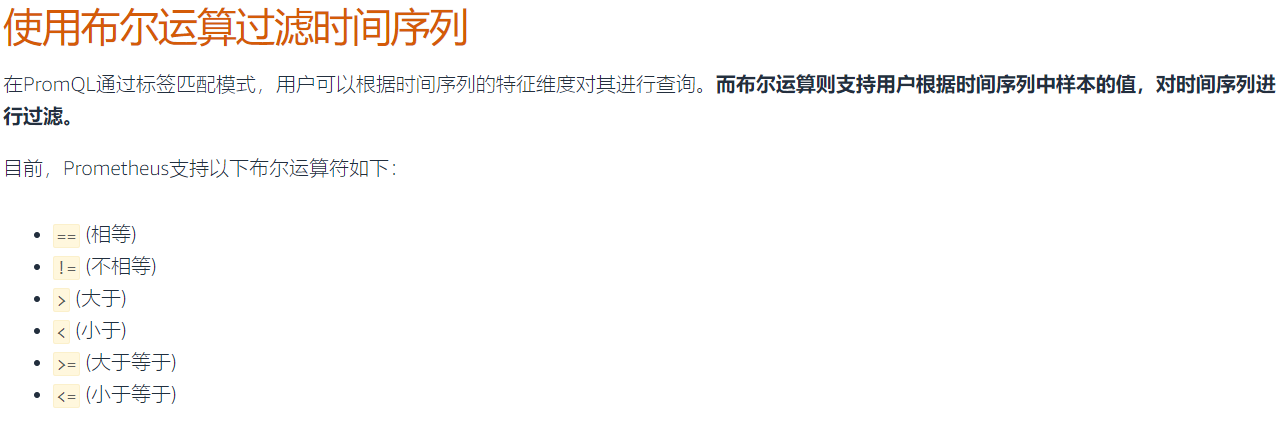 使用布尔运算过滤时间序列
在PromQL通过标签匹配模式，用户可以根据时间序列的特征维度对其进行查询。而布尔运算则支持用户根据时间序列中样本的值，对时间序列进
行过滤。
目前，Prometheus支持以下布尔运算符如下：
• == (相等)
• != (不相等)
• > (大于)
• < (小于)
• >= (大于等于)
• <= (小于等于)